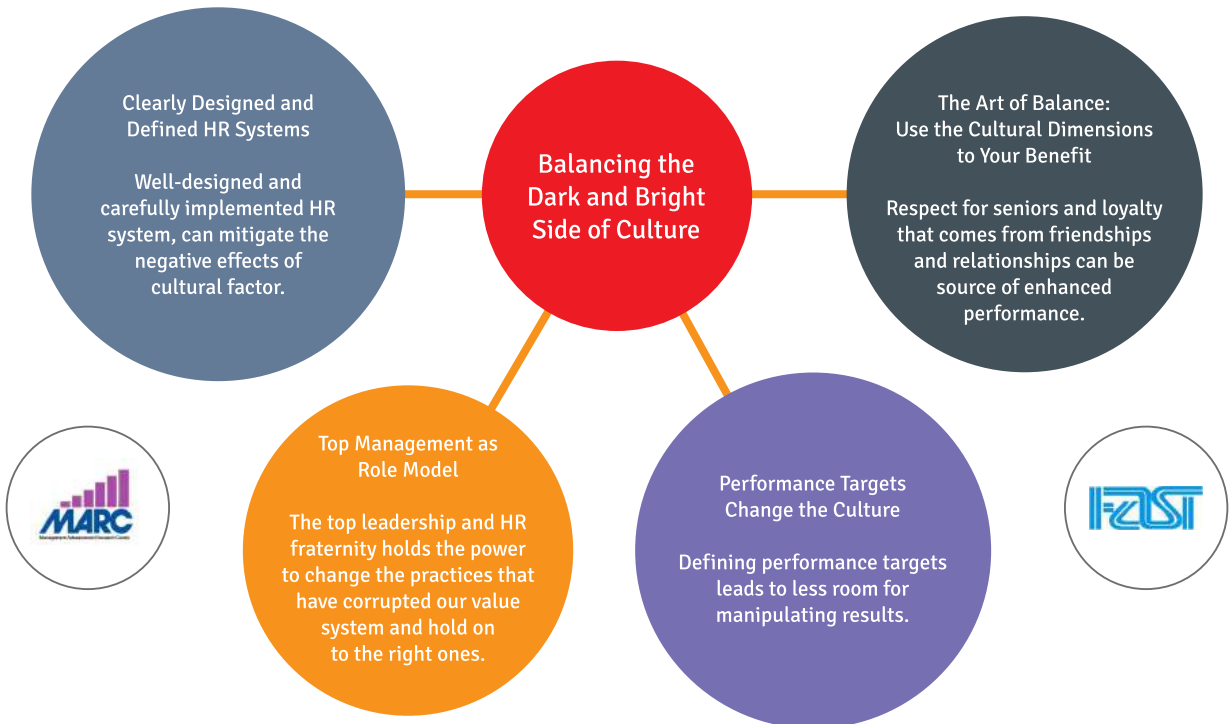 Clearly Designed and
Defined HR Systems
Well-designed and
carefully implemented HR
system, can mitigate the
negative effects of
cultural factor.
Balancing the
Dark and Bright
Side of Culture
The Art of Balance:
Use the Cultural Dimensions
to Your Benefit
Respect for seniors and loyalty
that comes from friendships
and relationships can be
source of enhanced
performance.
Top Management as
Role Model
The top leadership and HR
fraternity holds the power
to change the practices that
have corrupted our value
system and hold on
to the right ones.
Performance Targets
Change the Culture
Defining performance targets
leads to less room for
manipulating results.
MARC
FAST